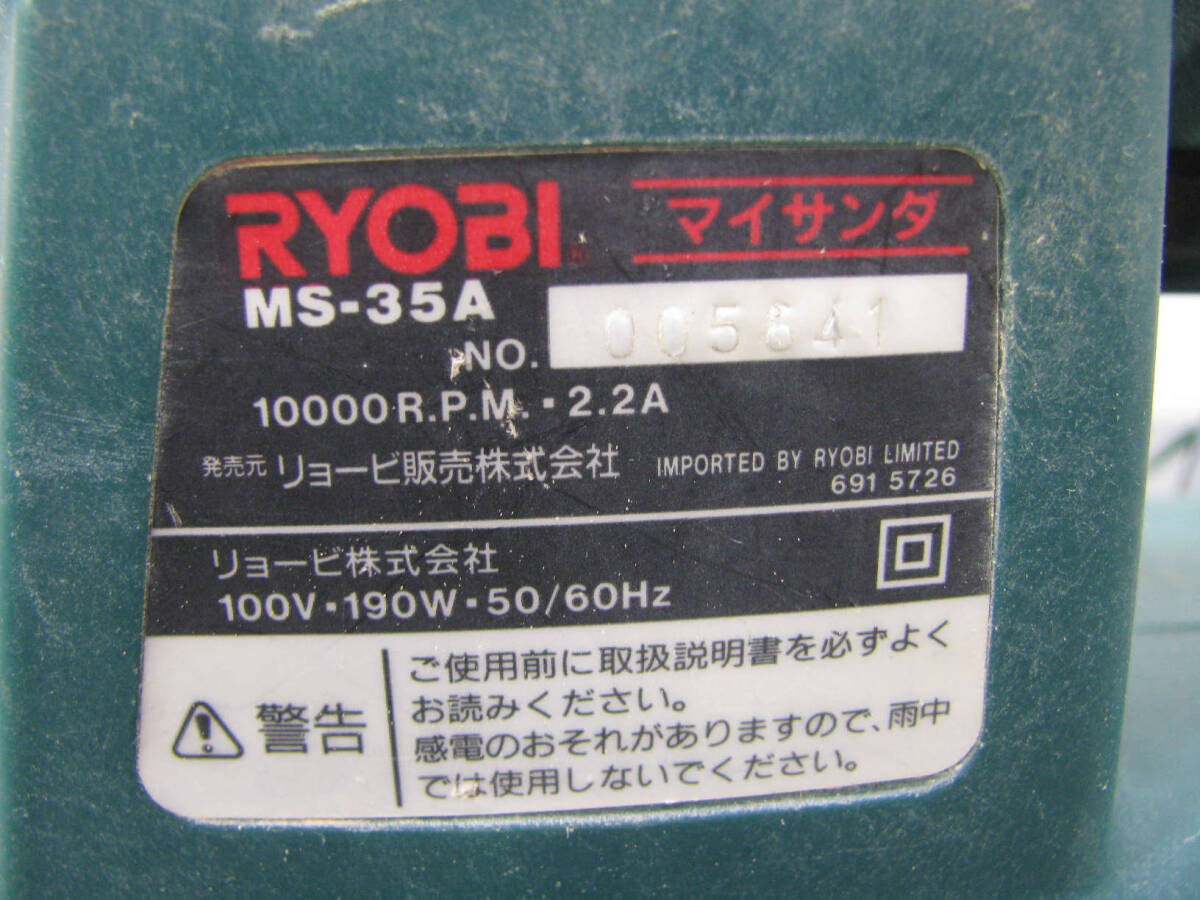 RYOBI マイサンダ
MS-35A
NO. 005641
10000R.P.M.・2.2A
発売元 リョービ販売株式会社 IMPORTED BY RYOBI LIMITED
691 5726
リョービ株式会社
100V・190W・50/60Hz
警告
ご使用前に取扱説明書を必ずよく
お読みください。
感電のおそれがありますので、雨中
では使用しないでください。